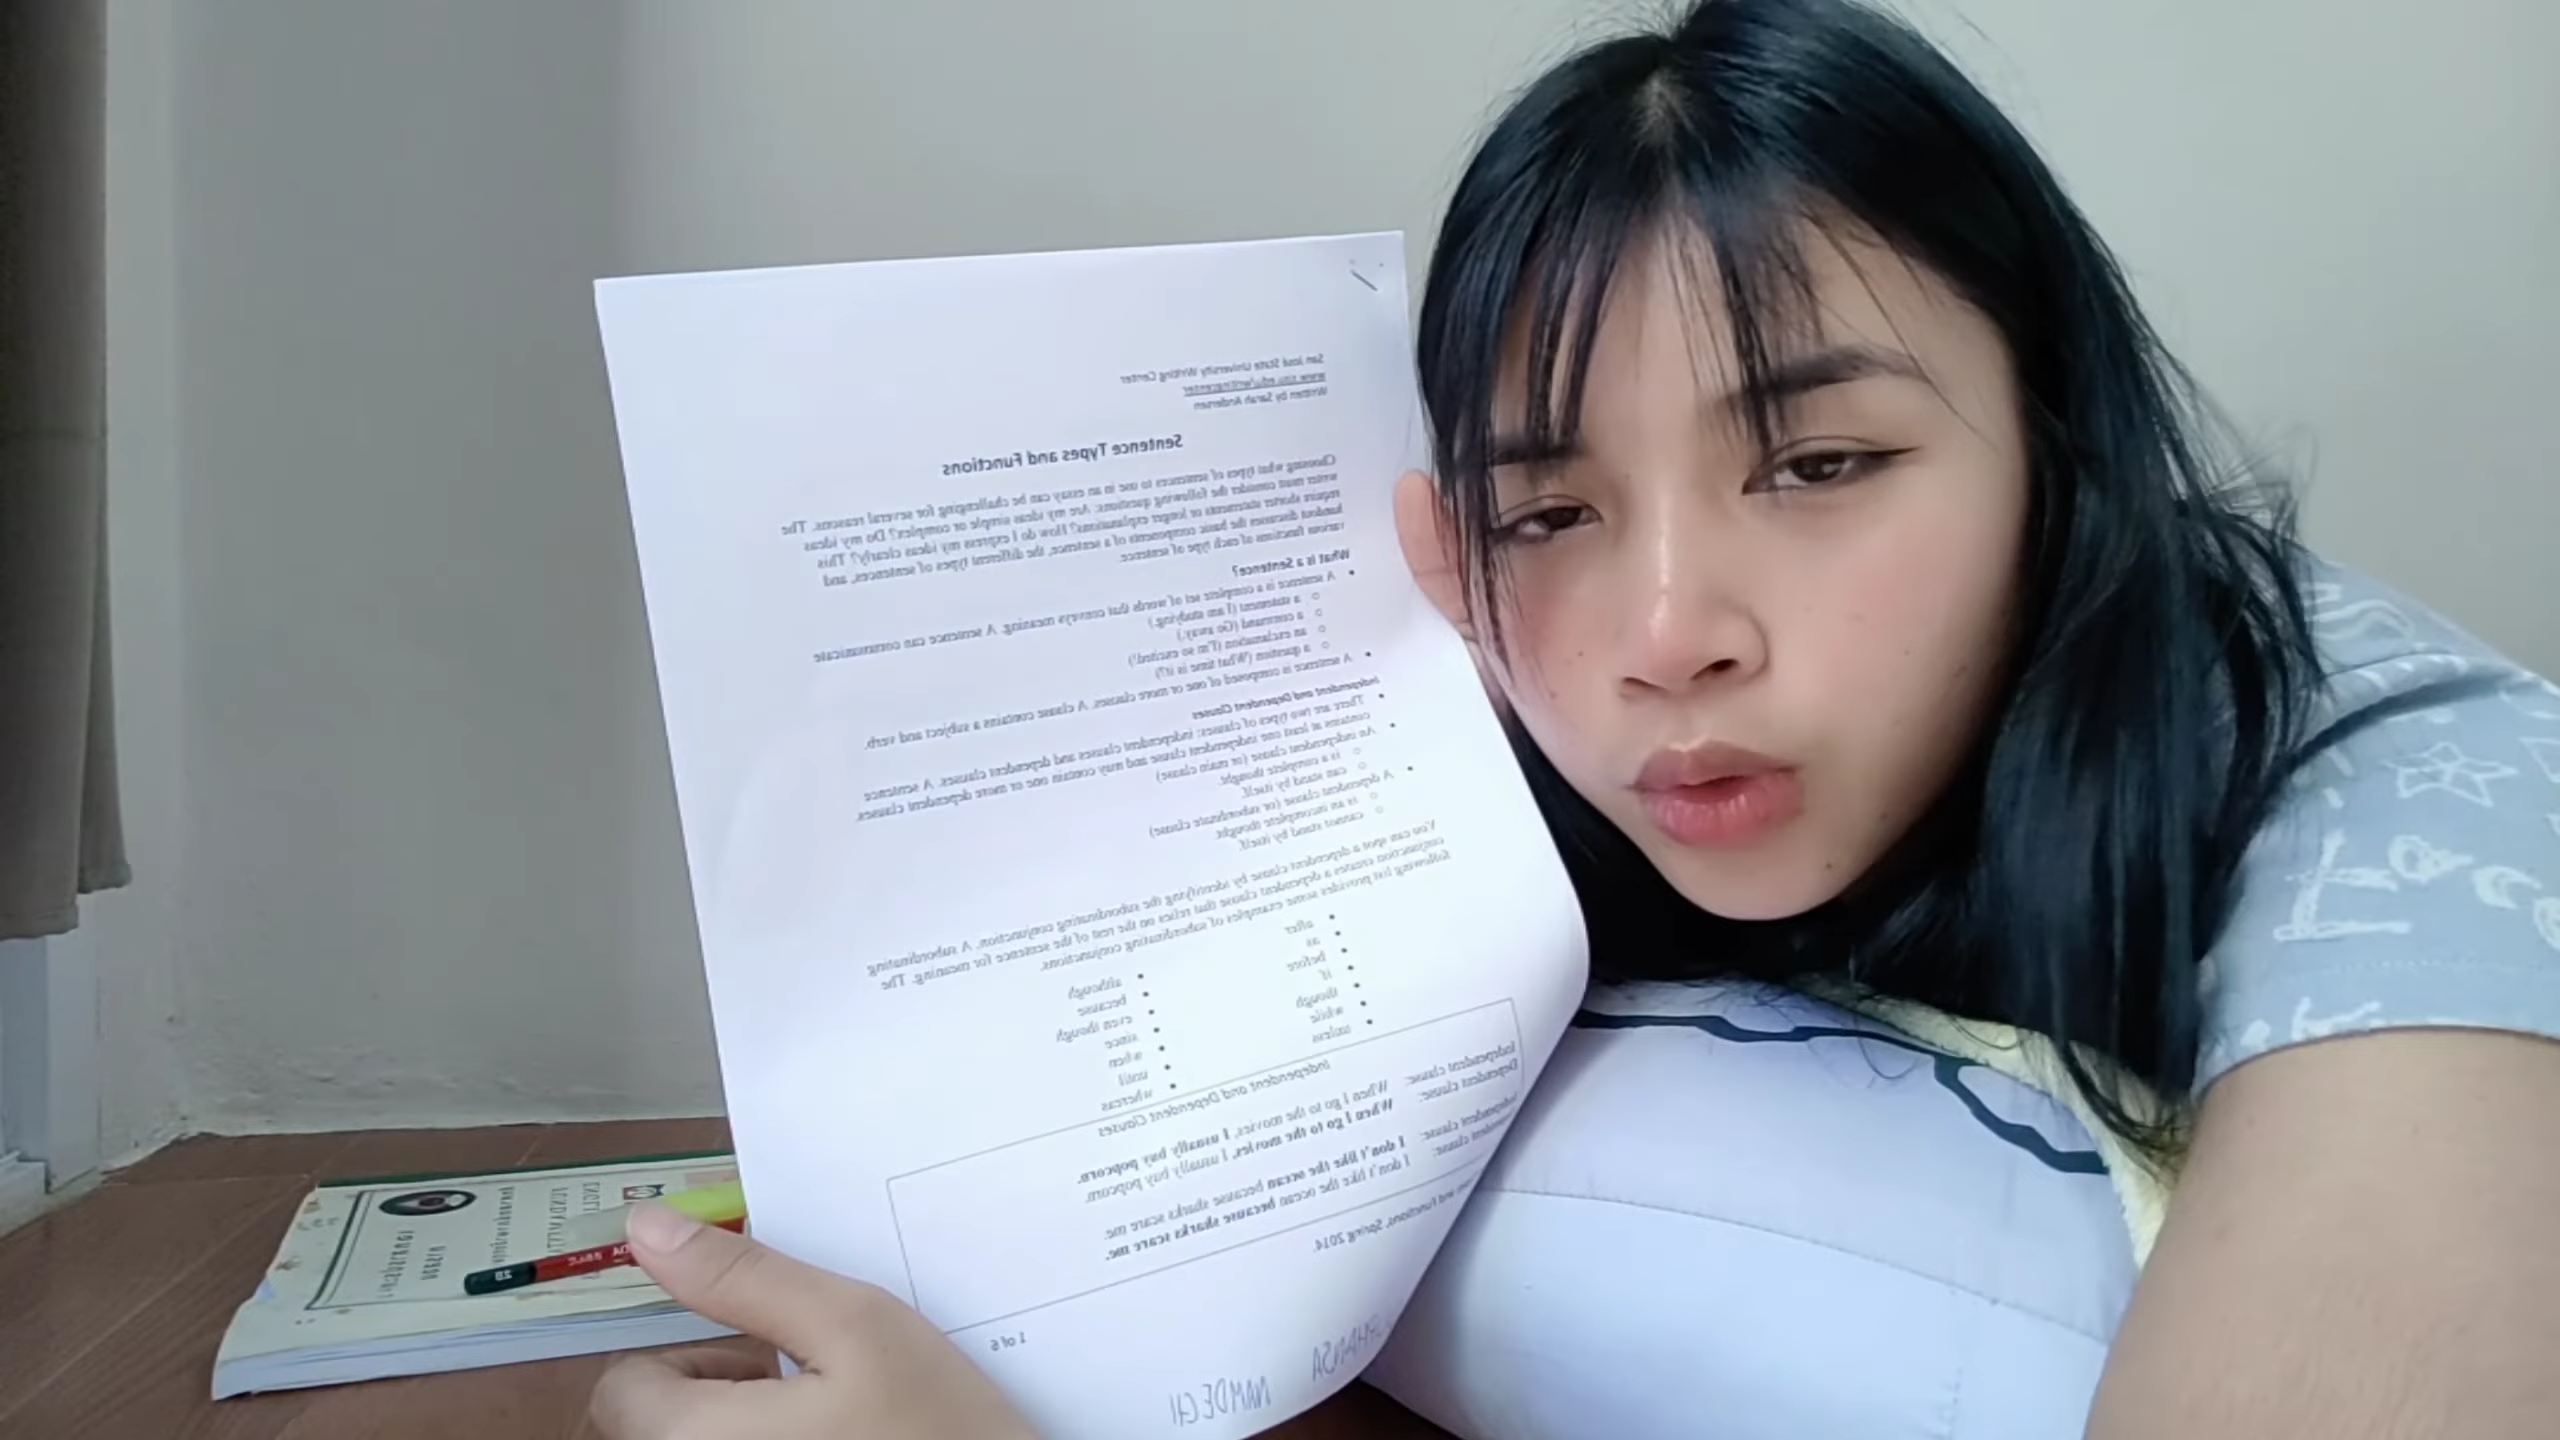 San José State University Writing Center
www.sjsu.edu/writingcenter
Written by Sarah Andersen
Sentence Types and Functions
Choosing what types of sentences to use in an essay can be challenging for several reasons. The
writer must consider the following questions: Are my ideas simple or complex? Do my ideas
require shorter statements or longer explanations? How do I express my ideas clearly? This
handout discusses the basic components of a sentence, the different types of sentences, and
various functions of each type of sentence.
What is a Sentence?
• A sentence is a complete set of words that conveys meaning. A sentence can communicate
○ a statement (I am studying.)
○ a command (Go away.)
○ an exclamation (I'm so excited!)
○ a question (What time is it?)
• A sentence is composed of one or more clauses. A clause contains a subject and verb.
Independent and Dependent Clauses
• There are two types of clauses: independent clauses and dependent clauses. A sentence
contains at least one independent clause and may contain one or more dependent clauses.
• An independent clause (or main clause)
○ is a complete thought.
○ can stand by itself.
• A dependent clause (or subordinate clause)
○ is an incomplete thought.
○ cannot stand by itself.
You can spot a dependent clause by identifying the subordinating conjunction. A subordinating
conjunction creates a dependent clause that relies on the rest of the sentence for meaning. The
following list provides some examples of subordinating conjunctions.
• after
• as
• before
• if
• though
• while
• unless
• although
• because
• even though
• since
• when
• until
• whereas
Independent and Dependent Clauses
Independent clause: When I go to the movies, I usually buy popcorn.
Dependent clause: When I go to the movies, I usually buy popcorn.
Independent clause: I don't like the ocean because sharks scare me.
clause: I don't like the ocean because sharks scare me.
and Functions, Spring 2014.
1 of 6
NAMDECH
2B